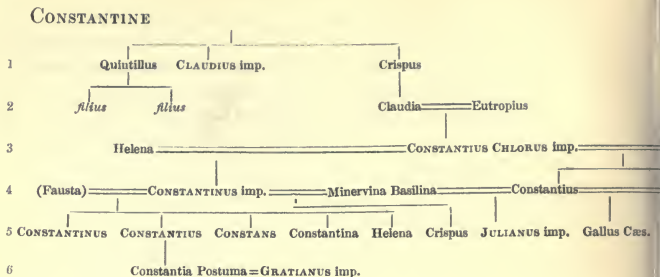 CONSTANTINE
1 Quintillus CLAUDIUS imp. Crispus
2 filius filius Claudia Eutropius
3 Helena CONSTANTIUS CHLORUS imp.
4 (Fausta) CONSTANTINUS imp. Minervina Basilina Constantius
5 CONSTANTINUS CONSTANTIUS CONSTANS Constantina Helena Crispus JULIANUS imp. Gallus Cæs.
6 Constantia Postuma=GRATIANUS imp.